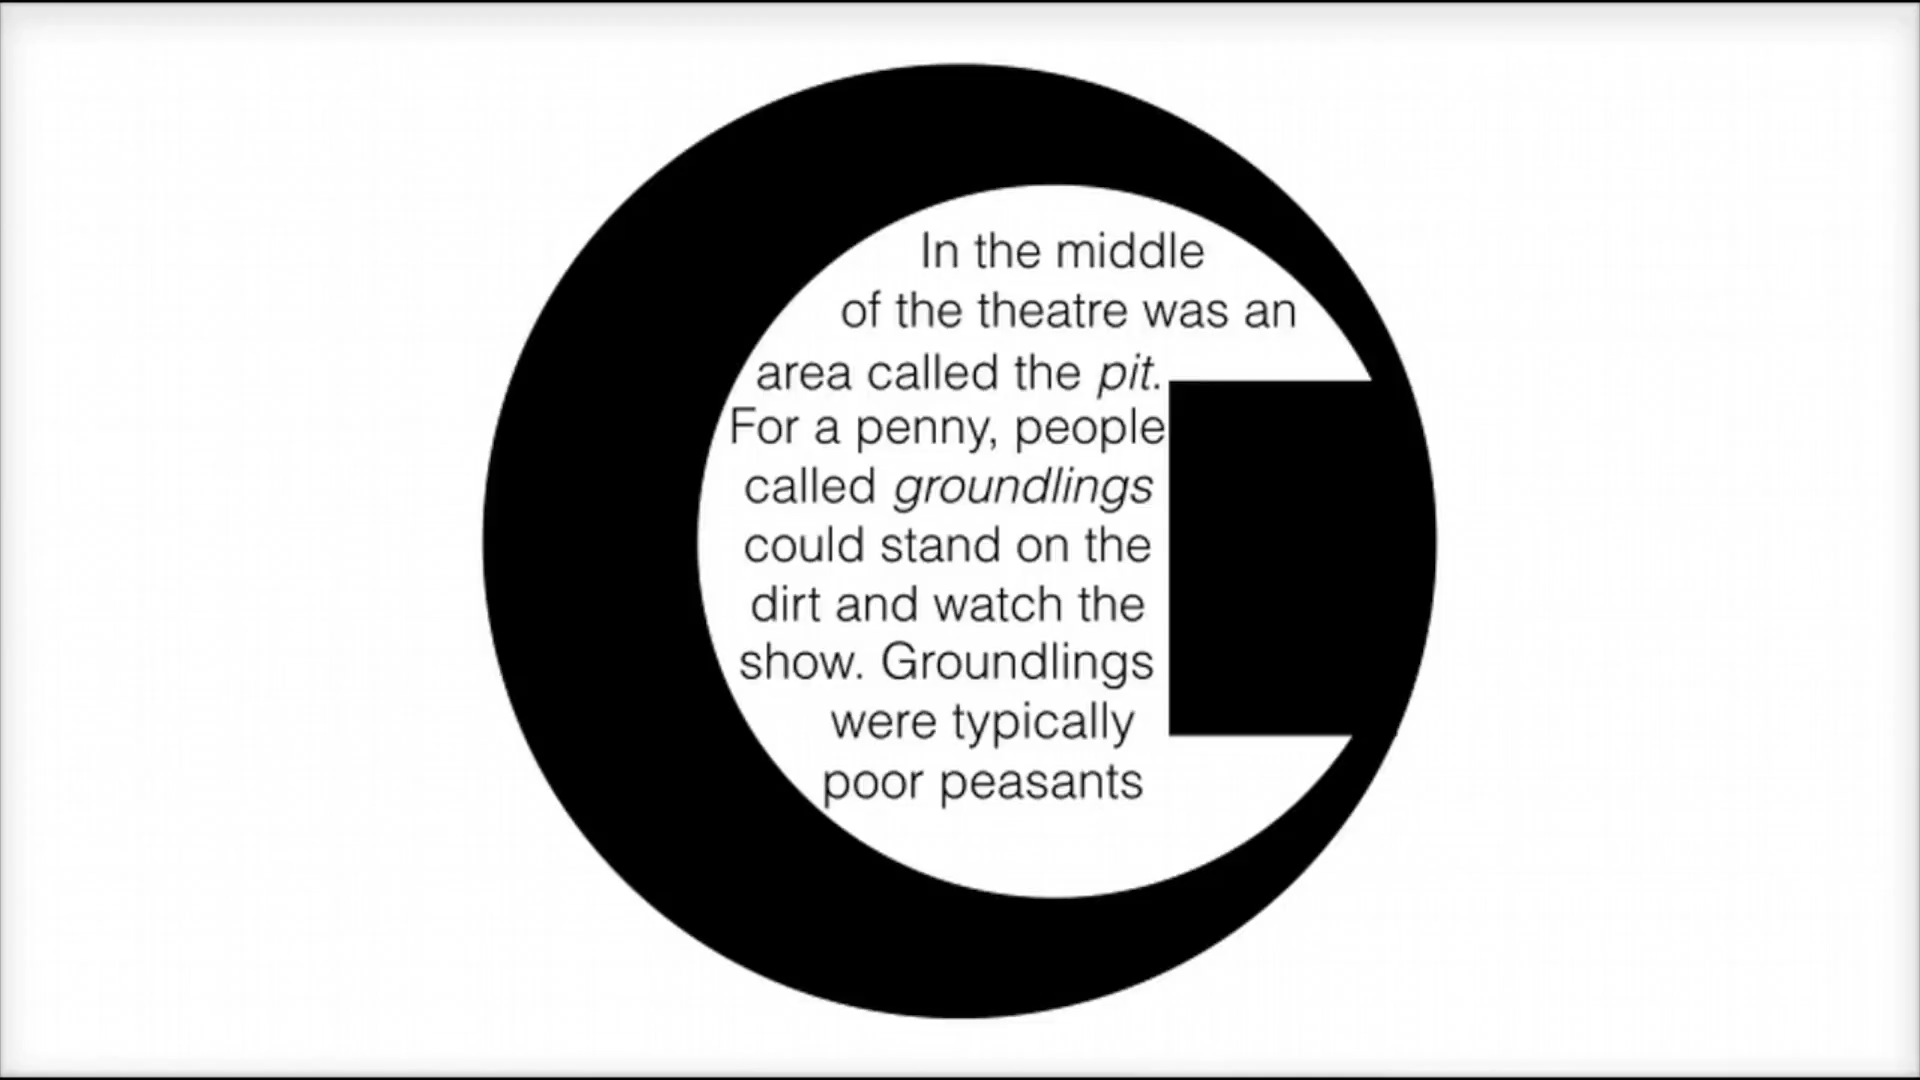 In the middle
of the theatre was an
area called the pit.
For a penny, people
called groundlings
could stand on the
dirt and watch the
show. Groundlings
were typically
poor peasants